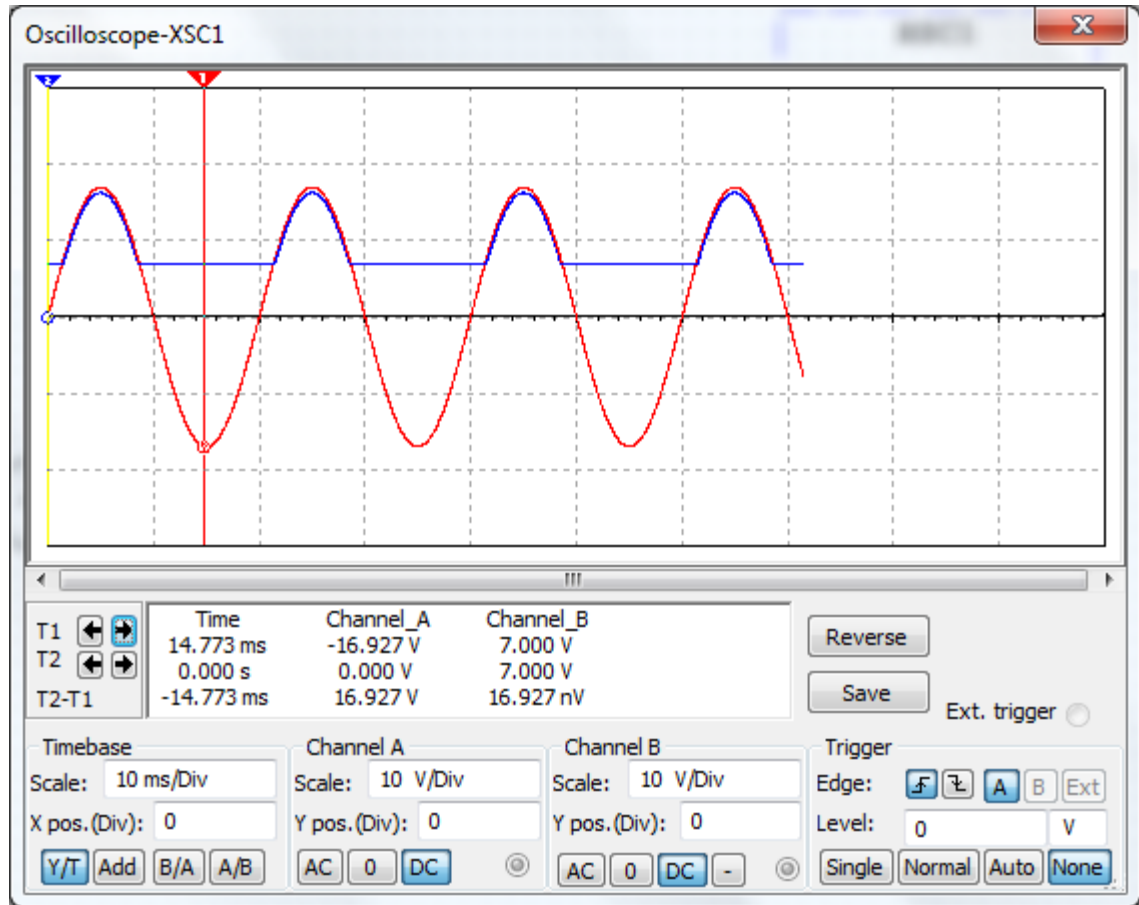 Oscilloscope-XSC1
2
1
Time Channel_A Channel_B
T1 14.773 ms -16.927 V 7.000 V
T2 0.000 s 0.000 V 7.000 V
T2-T1 -14.773 ms 16.927 V 16.927 nV
Reverse
Save
Ext. trigger
Timebase
Scale: 10 ms/Div
X pos.(Div): 0
Y/T Add B/A A/B
Channel A
Scale: 10 V/Div
Y pos.(Div): 0
AC 0 DC
Channel B
Scale: 10 V/Div
Y pos.(Div): 0
AC 0 DC -
Trigger
Edge: A B Ext
Level: 0 V
Single Normal Auto None